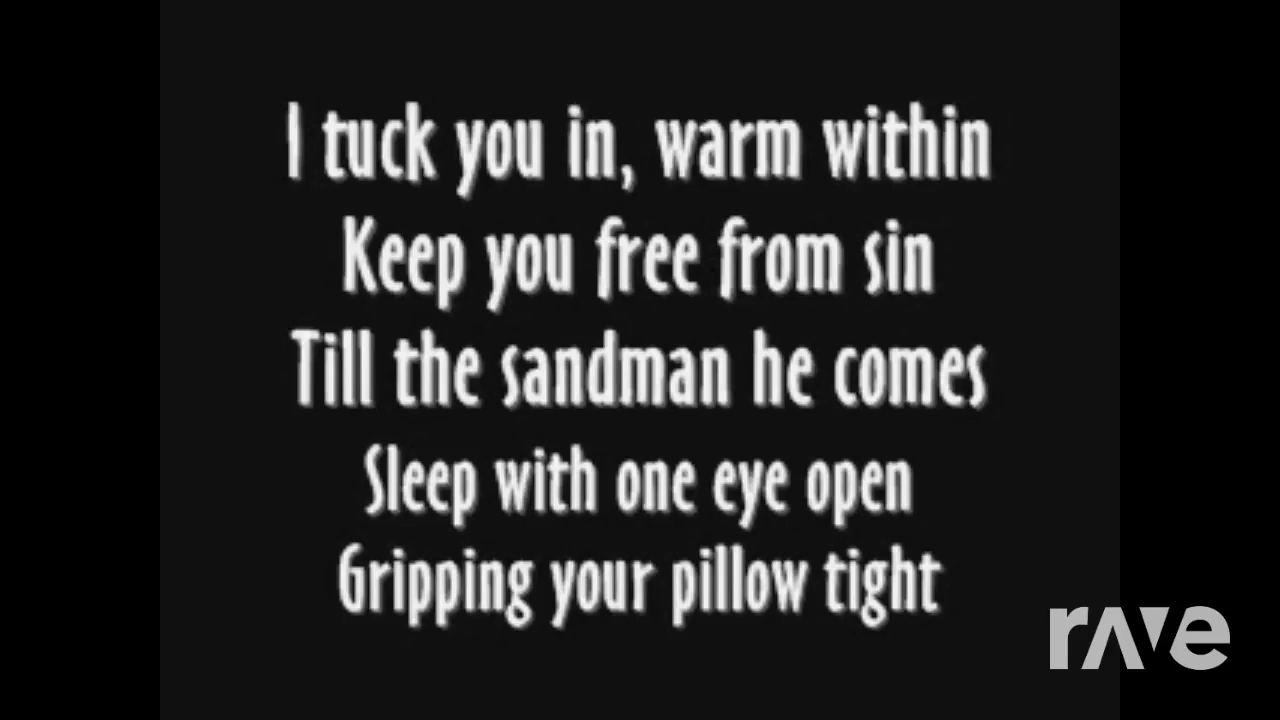 I tuck you in, warm within
Keep you free from sin
Till the sandman he comes
Sleep with one eye open
Gripping your pillow tight
rave